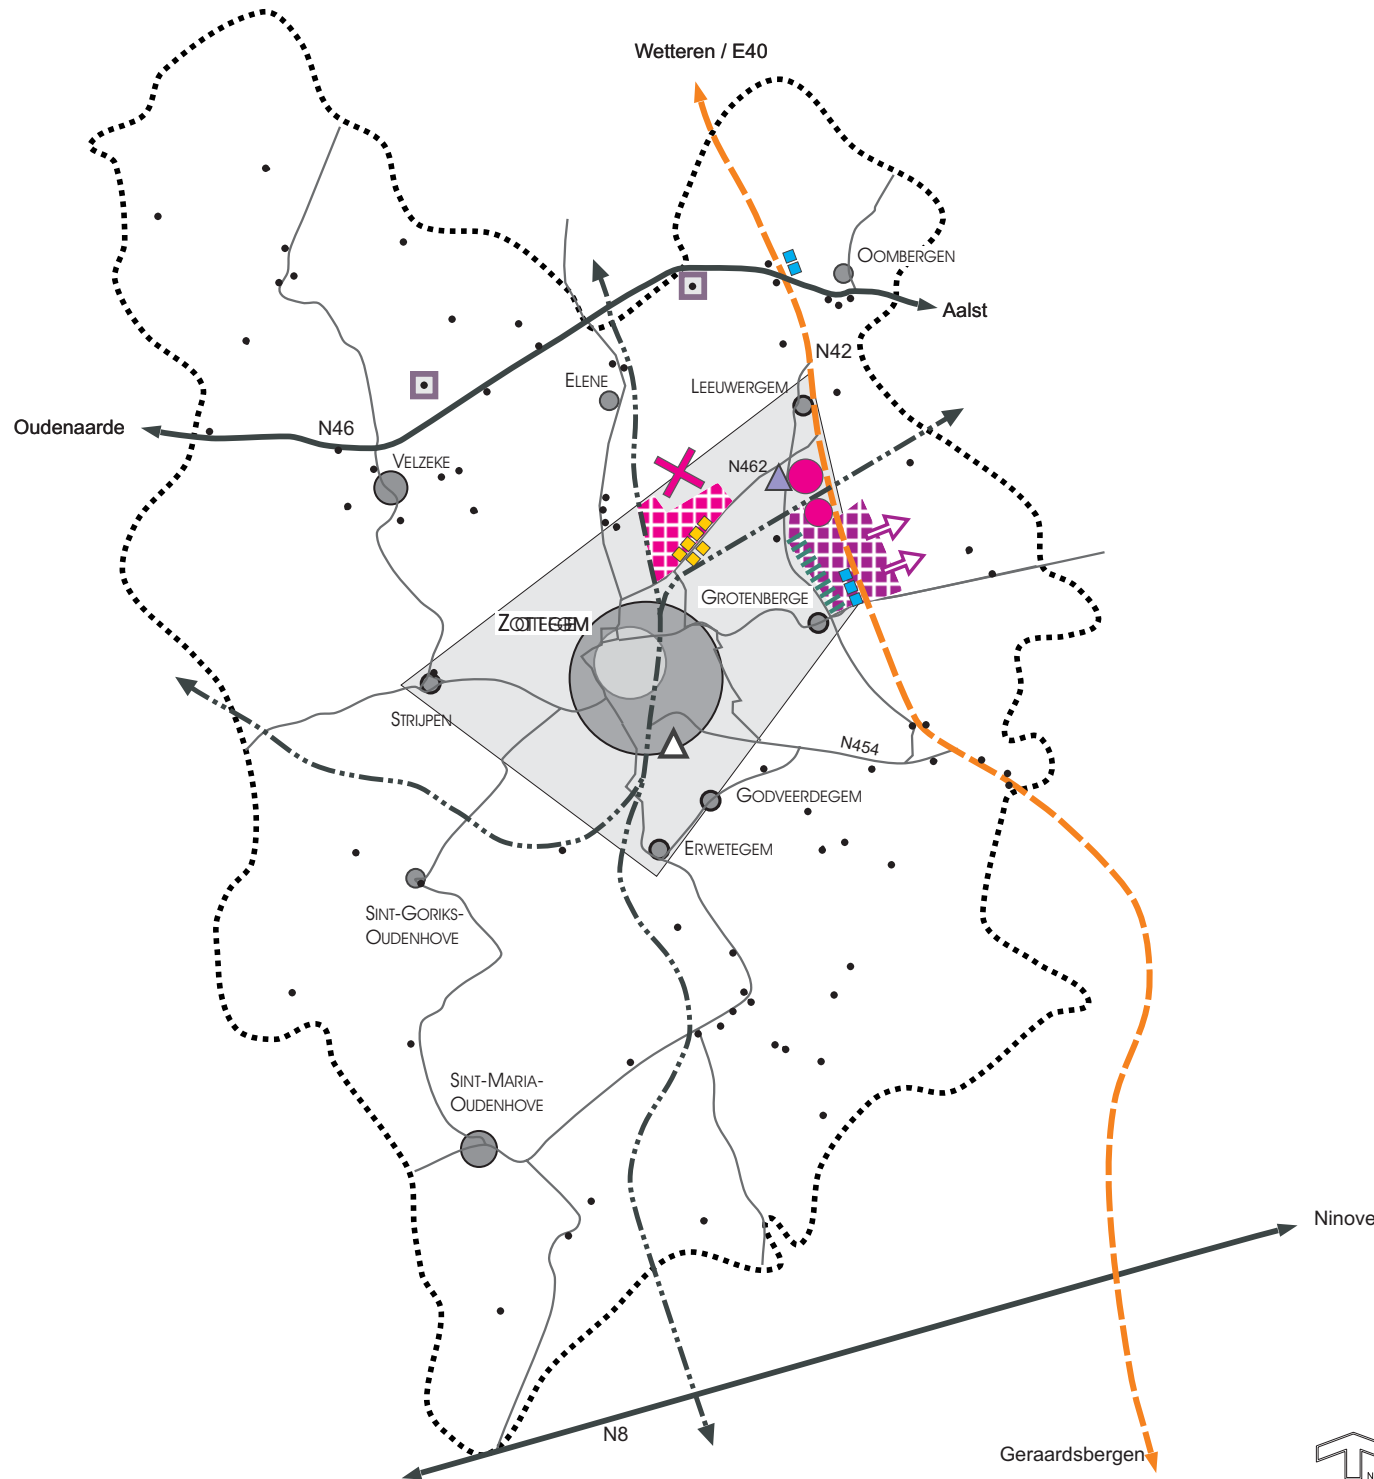 Wetteren / E40
OOMBERGEN
Aalst
N42
ELENE
LEEUWERGEM
Oudenaarde
N46
VELZEKE
N462
GROTENBERGE
ZOTTEGEM
STRIJPEN
N454
GODVEERDEGEM
ERWETEGEM
SINT-GORIKS-
OUDENHOVE
SINT-MARIA-
OUDENHOVE
Ninove
N8
Geraardsbergen
N